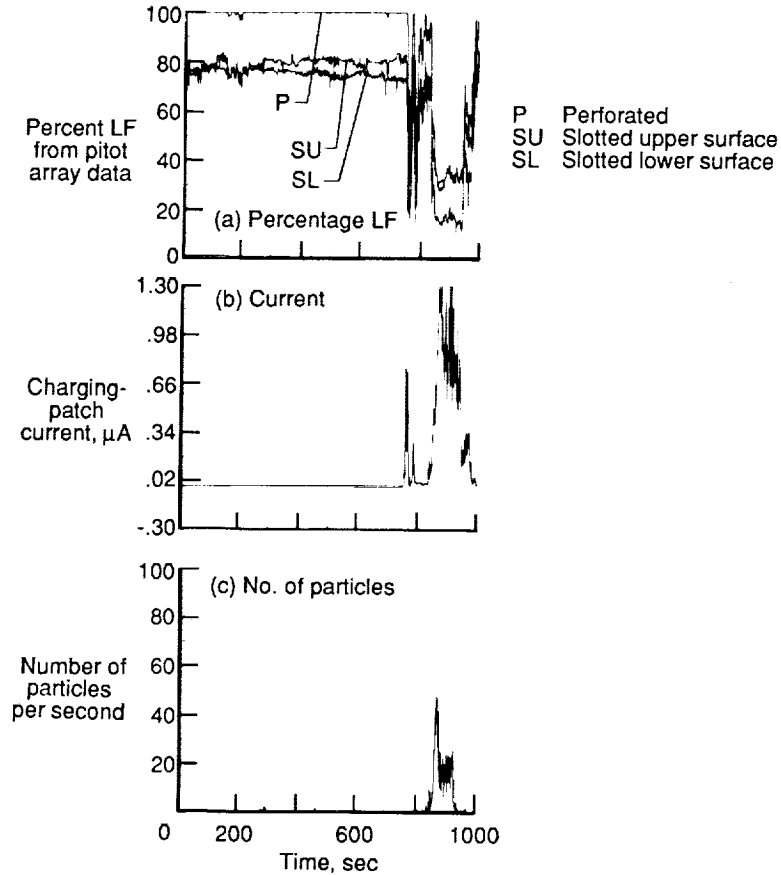 100
80
60
40
20
0
Percent LF
from pitot
array data
P
SU
SL
(a) Percentage LF
P Perforated
SU Slotted upper surface
SL Slotted lower surface
1.30
.98
.66
.34
.02
-.30
Charging-
patch
current, μA
(b) Current
100
80
60
40
20
Number of
particles
per second
(c) No. of particles
0 200 600 1000
Time, sec